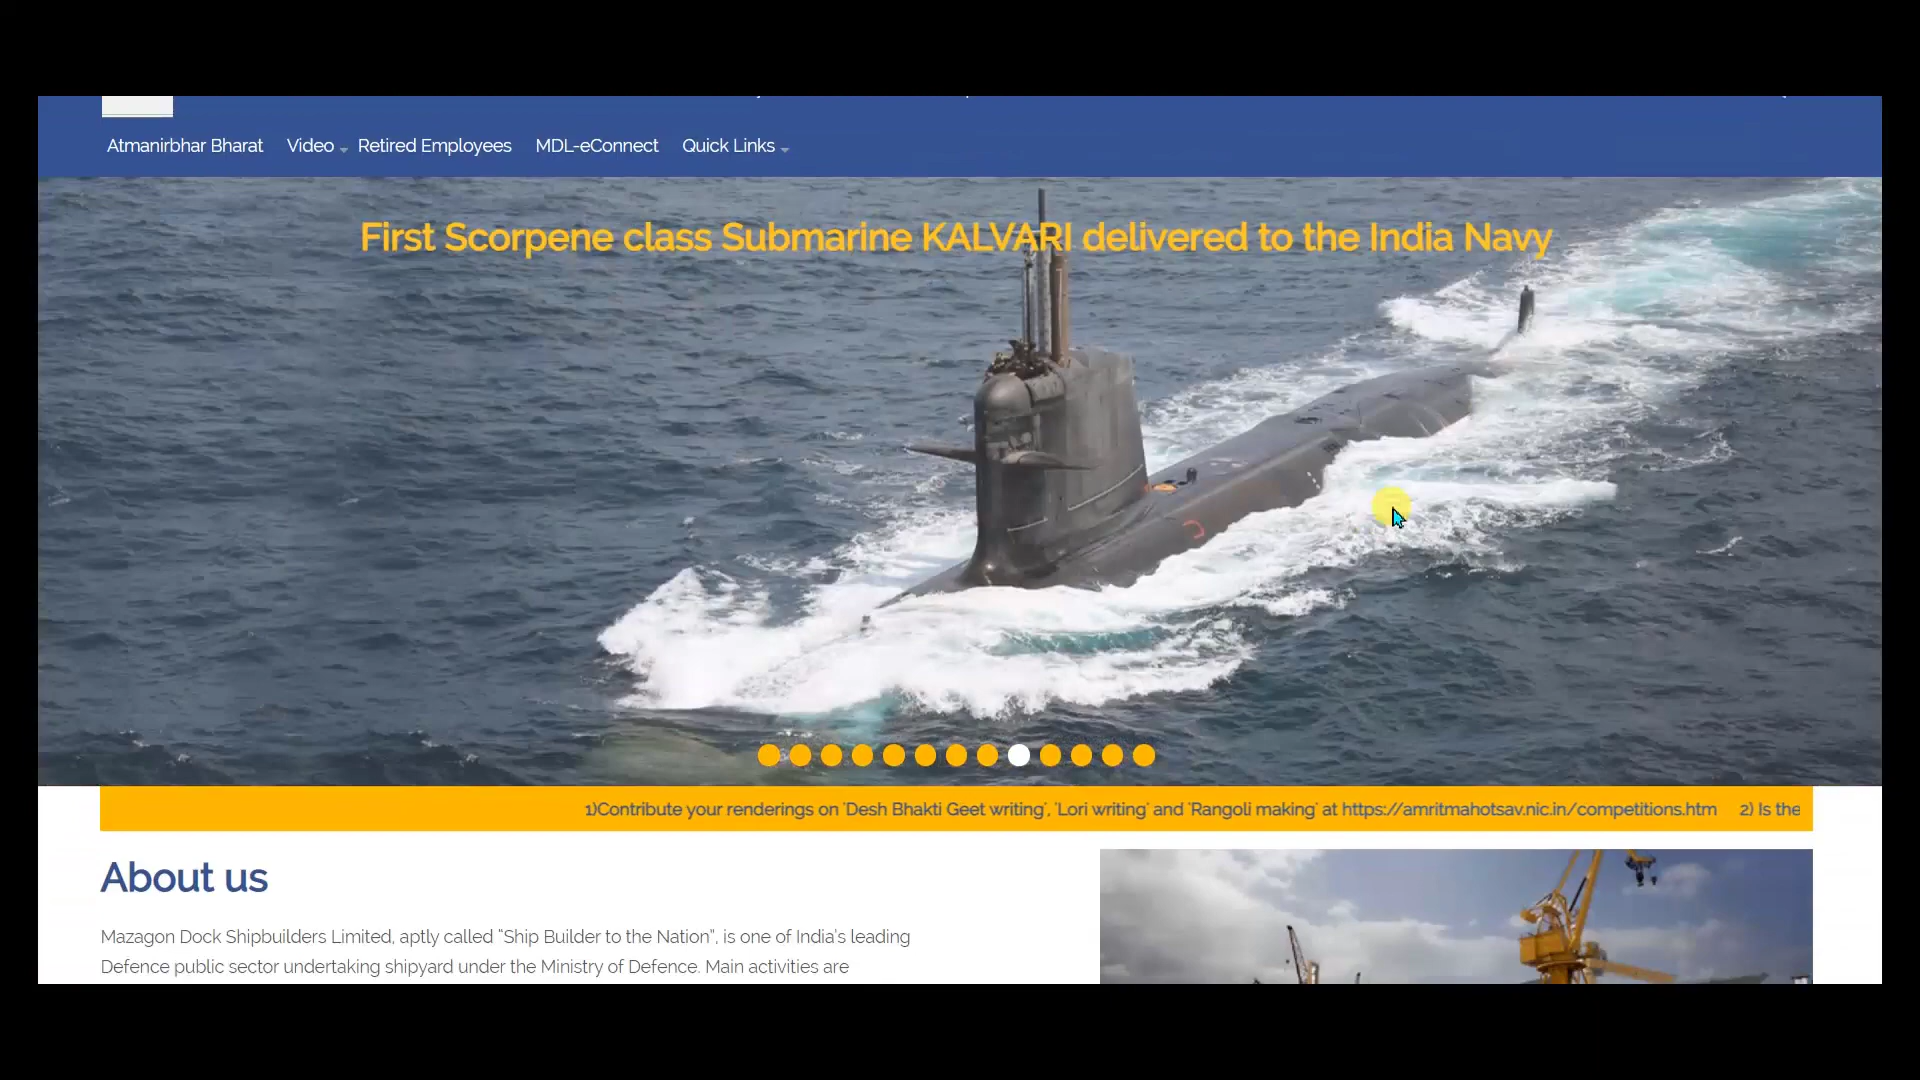 Atmanirbhar Bharat Video Retired Employees MDL-eConnect Quick Links
First Scorpene class Submarine KALVARI delivered to the India Navy
1)Contribute your renderings on 'Desh Bhakti Geet writing', 'Lori writing' and 'Rangoli making' at https://amritmahotsav.nic.in/competitions.htm 2) Is the
About us
Mazagon Dock Shipbuilders Limited, aptly called “Ship Builder to the Nation”, is one of India's leading
Defence public sector undertaking shipyard under the Ministry of Defence. Main activities are